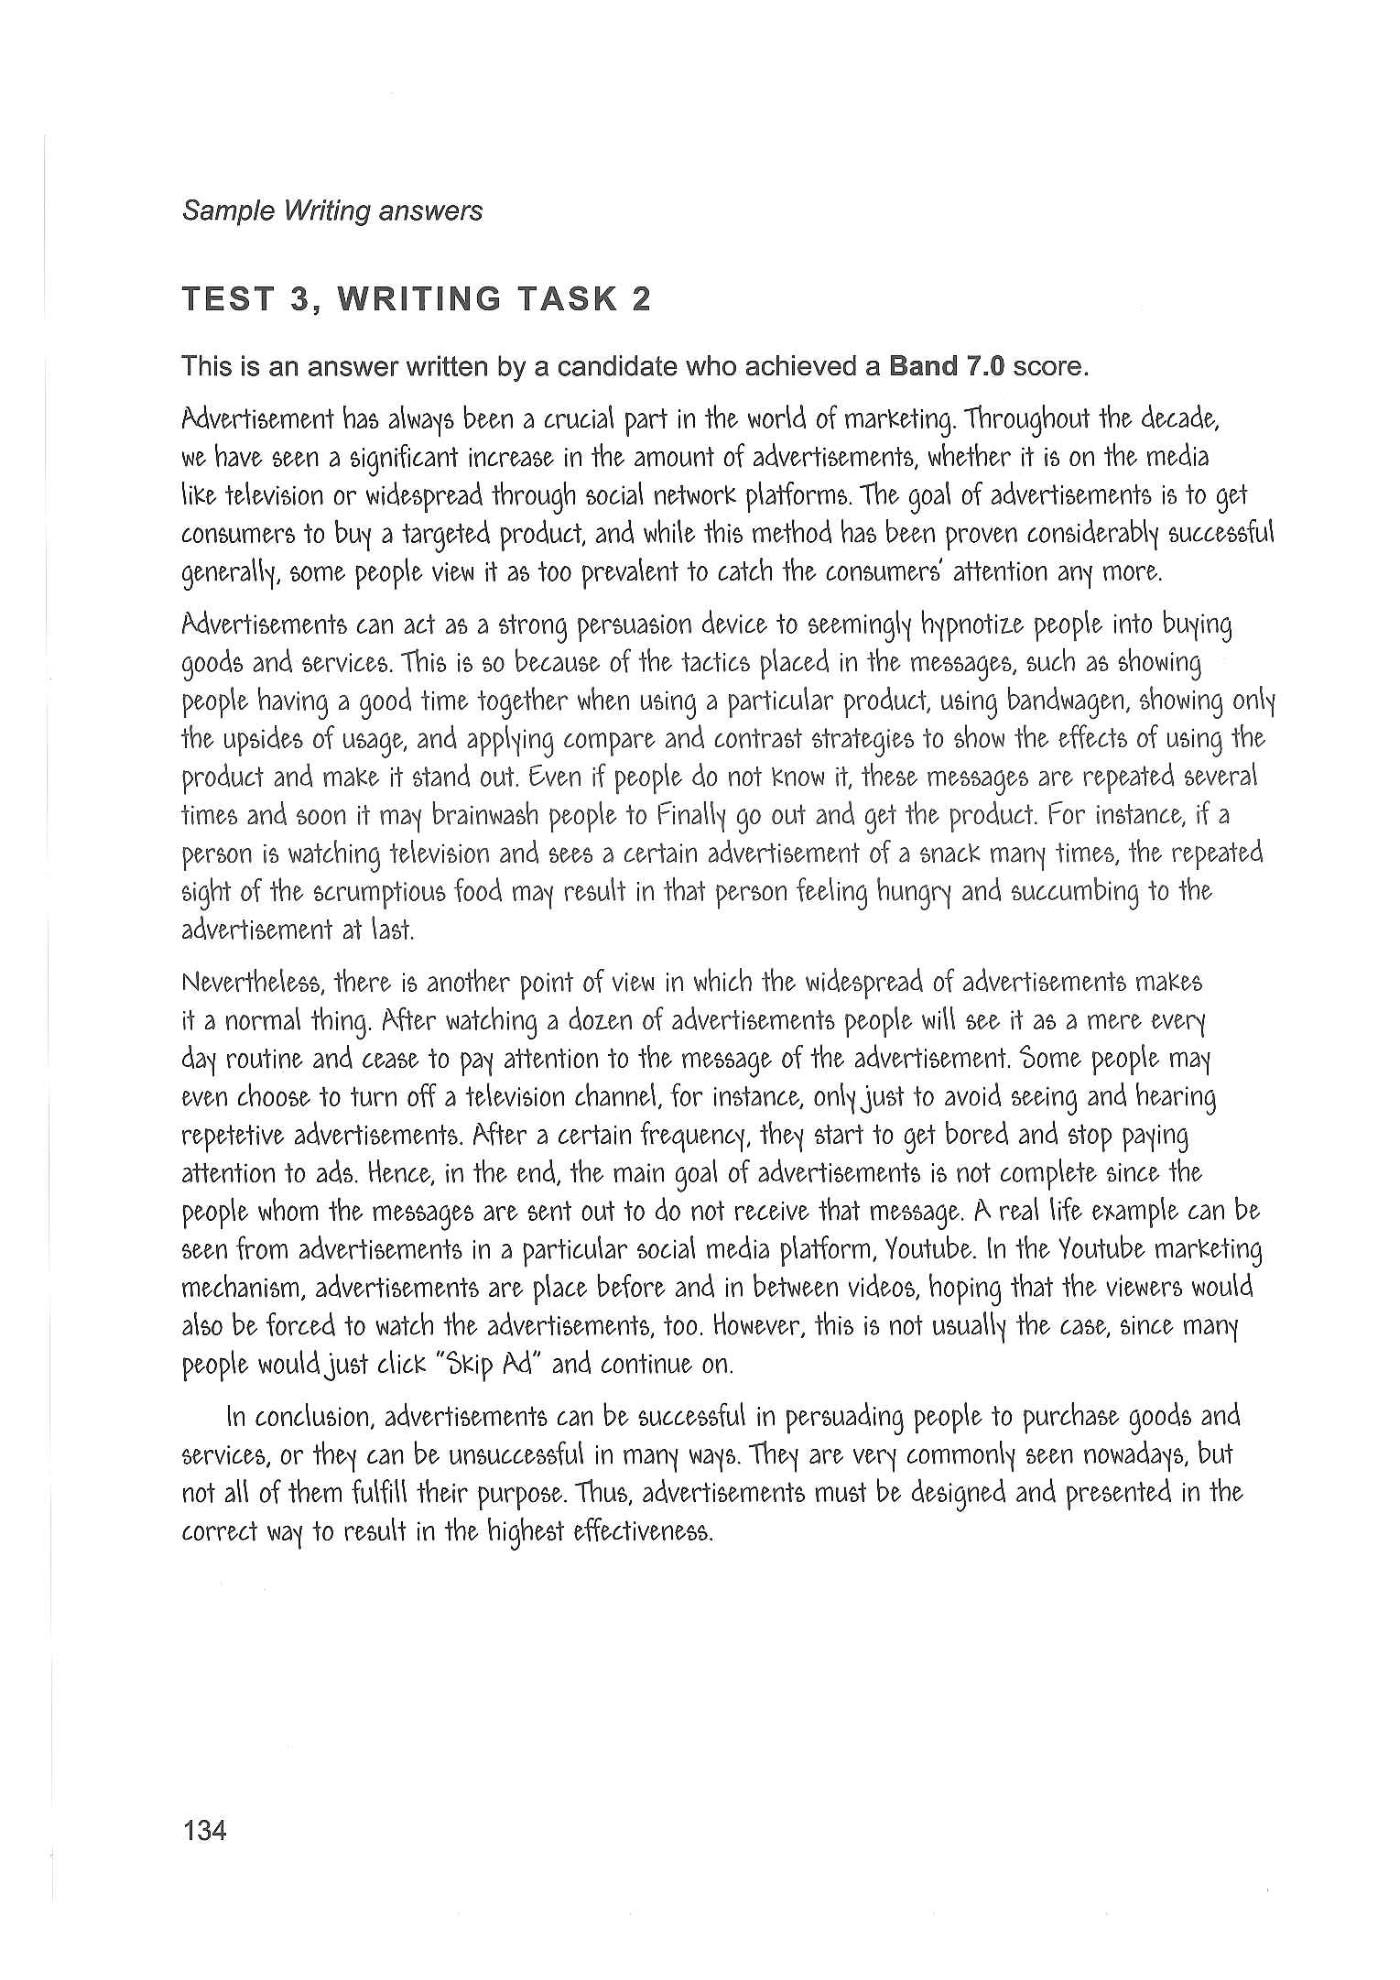 Sample Writing answers
TEST 3, WRITING TASK 2
This is an answer written by a candidate who achieved a Band 7.0 score.
Advertisement has always been a crucial part in the world of marketing. Throughout the decade,
we have seen a significant increase in the amount of advertisements, whether it is on the media
like television or widespread through social network platforms. The goal of advertisements is to get
consumers to buy a targeted product, and while this method has been proven considerably successful
generally, some people view it as too prevalent to catch the consumers' attention any more.
Advertisements can act as a strong persuasion device to seemingly hypnotize people into buying
goods and services. This is so because of the tactics placed in the messages, such as showing
people having a good time together when using a particular product, using bandwagen, showing only
the upsides of usage, and applying compare and contrast strategies to show the effects of using the
product and make it stand out. Even if people do not know it, these messages are repeated several
times and soon it may brainwash people to Finally go out and get the product. For instance, if a
person is watching television and sees a certain advertisement of a snack many times, the repeated
sight of the scrumptious food may result in that person feeling hungry and succumbing to the
advertisement at last.
Nevertheless, there is another point of view in which the widespread of advertisements makes
it a normal thing. After watching a dozen of advertisements people will see it as a mere every
day routine and cease to pay attention to the message of the advertisement. Some people may
even choose to turn off a television channel, for instance, only just to avoid seeing and hearing
repetetive advertisements. After a certain frequency, they start to get bored and stop paying
attention to ads. Hence, in the end, the main goal of advertisements is not complete since the
people whom the messages are sent out to do not receive that message. A real life example can be
seen from advertisements in a particular social media platform, Youtube. In the Youtube marketing
mechanism, advertisements are place before and in between videos, hoping that the viewers would
also be forced to watch the advertisements, too. However, this is not usually the case, since many
people would just click "Skip Ad" and continue on.
In conclusion, advertisements can be successful in persuading people to purchase goods and
services, or they can be unsuccessful in many ways. They are very commonly seen nowadays, but
not all of them fulfill their purpose. Thus, advertisements must be designed and presented in the
correct way to result in the highest effectiveness.
134